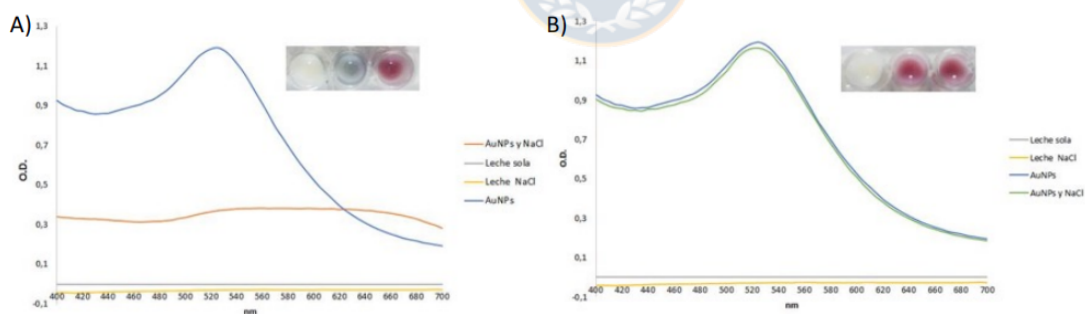 A)
1,3
1,1
0,9
0,7
0,5
0,3
0,1
-0,1
O.D.
400 420 440 460 480 500 520 540 560 580 600 620 640 660 680 700
nm
AuNPs y NaCl
Leche sola
Leche NaCl
AuNPs
B)
1,3
1,1
0,9
0,7
0,5
0,3
0,1
-0,1
O.D.
400 420 440 460 480 500 520 540 560 580 600 620 640 660 680 700
nm
Leche sola
Leche NaCl
AuNPs
AuNPs y NaCl